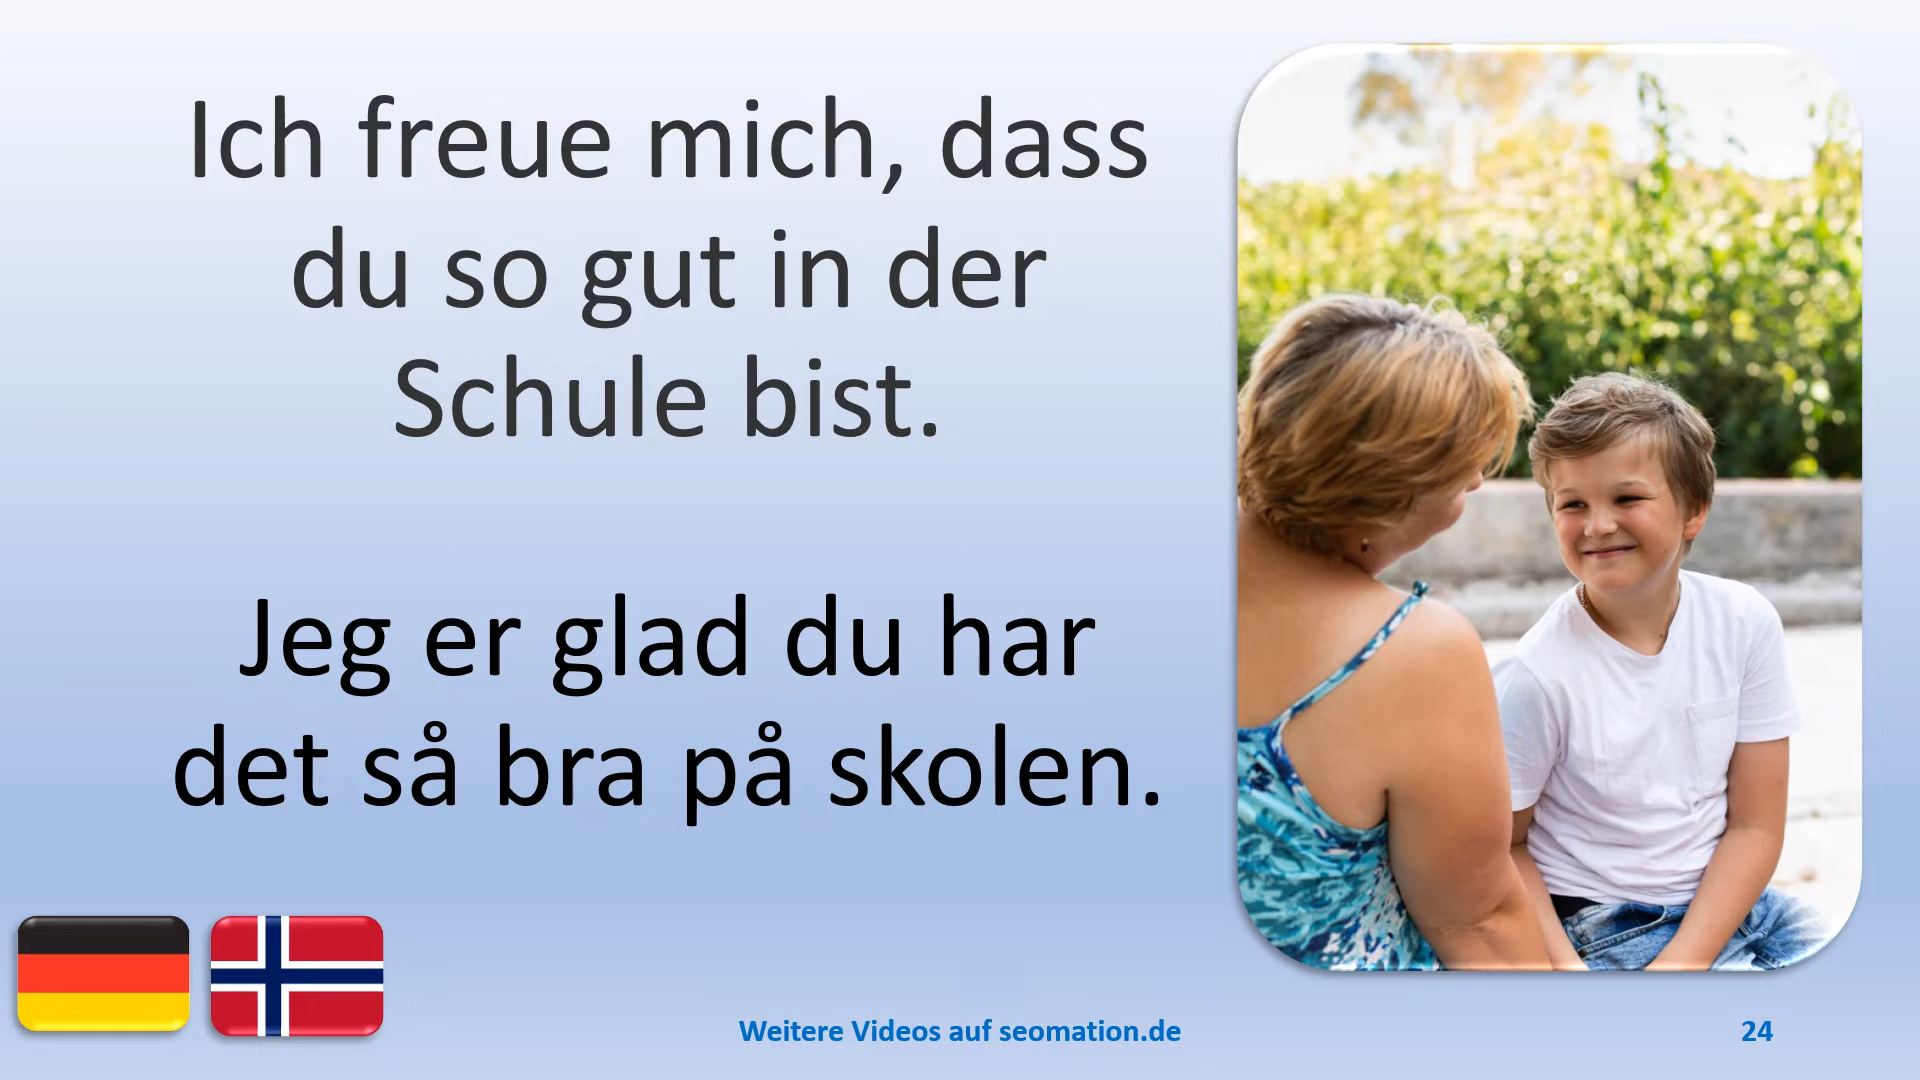 Ich freue mich, dass
du so gut in der
Schule bist.
Jeg er glad du har
det så bra på skolen.
Weitere Videos auf seomation.de
24